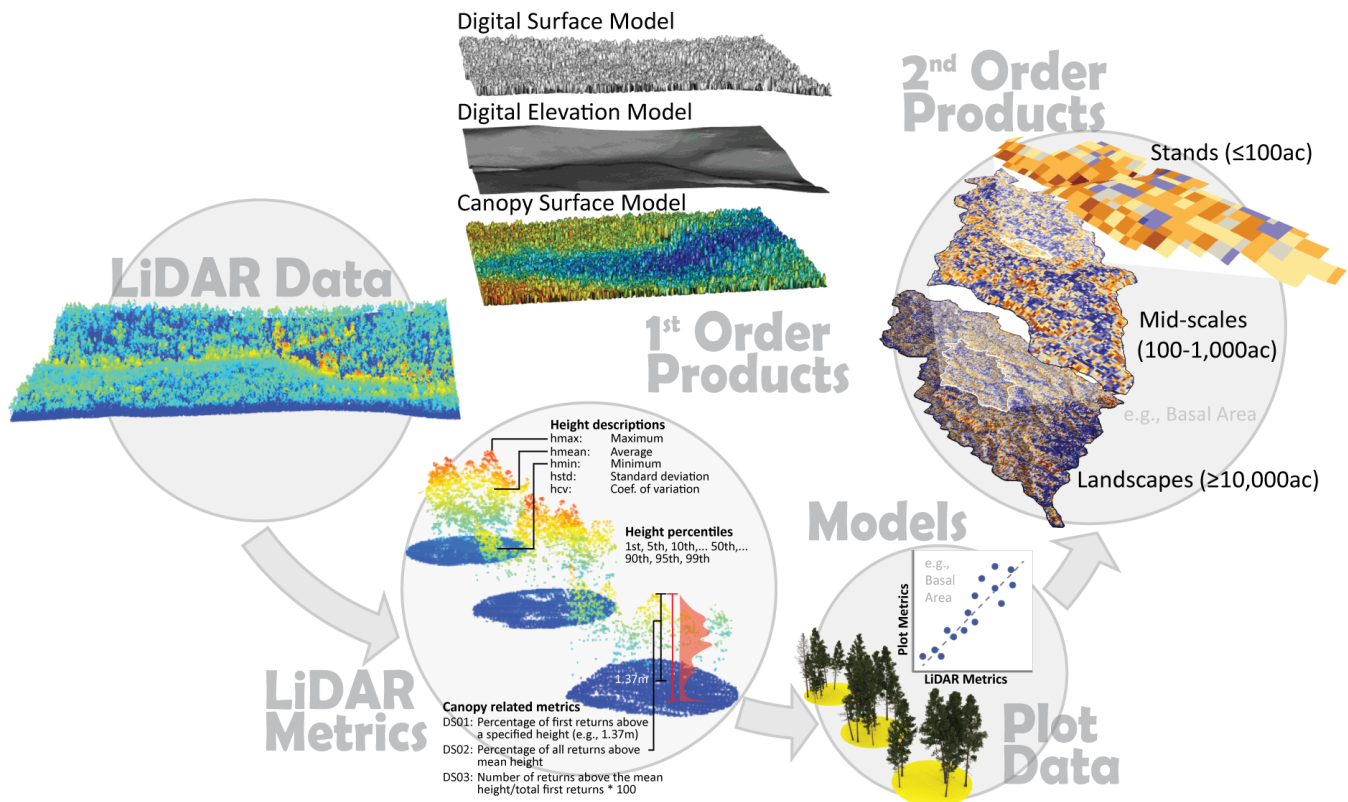 Digital Surface Model
Digital Elevation Model
Canopy Surface Model
1st Order
Products
LiDAR Data
2nd Order
Products
Stands (≤100ac)
Mid-scales
(100-1,000ac)
e.g., Basal Area
Landscapes (≥10,000ac)
Height descriptions
hmax: Maximum
hmean: Average
hmin: Minimum
hstd: Standard deviation
hcv: Coef. of variation
Height percentiles
1st, 5th, 10th,... 50th,...
90th, 95th, 99th
1.37m
LiDAR
Metrics
Canopy related metrics
DS01: Percentage of first returns above
a specified height (e.g., 1.37m)
DS02: Percentage of all returns above
mean height
DS03: Number of returns above the mean
height/total first returns * 100
Models
e.g.,
Basal
Area
Plot Metrics
LiDAR Metrics
Plot
Data